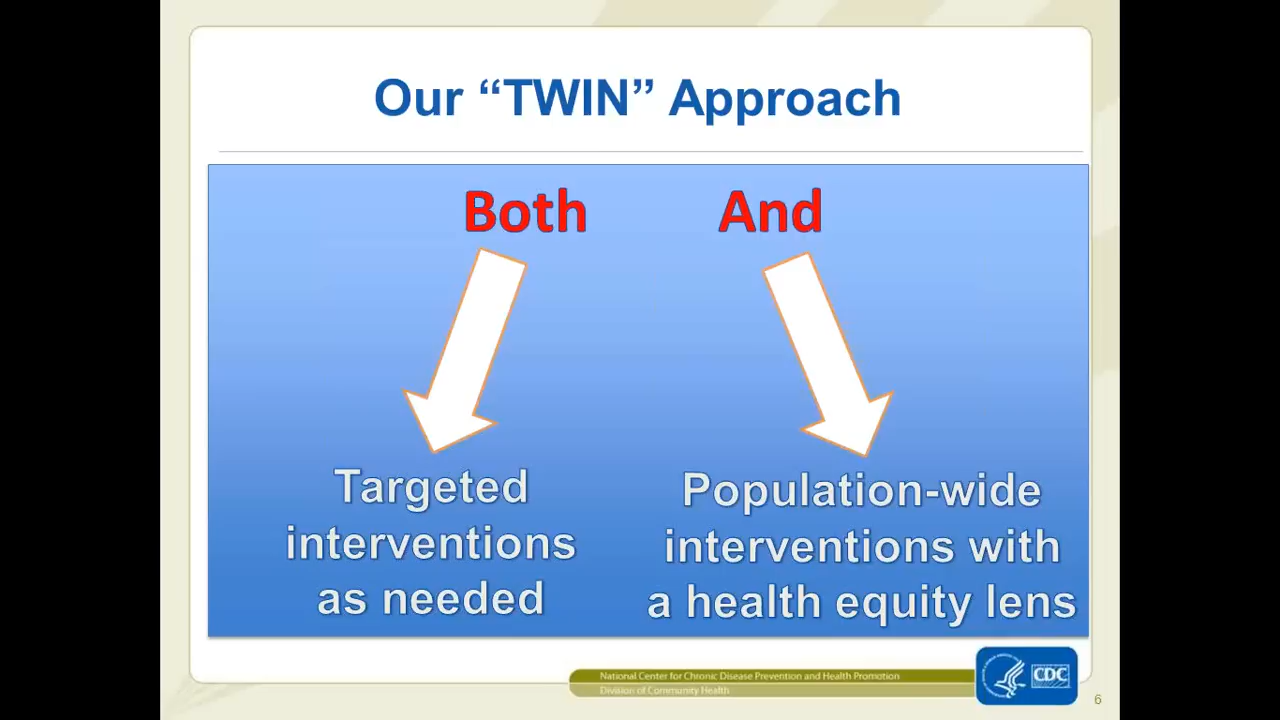 Our “TWIN” Approach
Both And
Targeted
interventions
as needed
Population-wide
interventions with
a health equity lens
National Center for Chronic Disease Prevention and Health Promotion
Division of Community Health
CDC
6